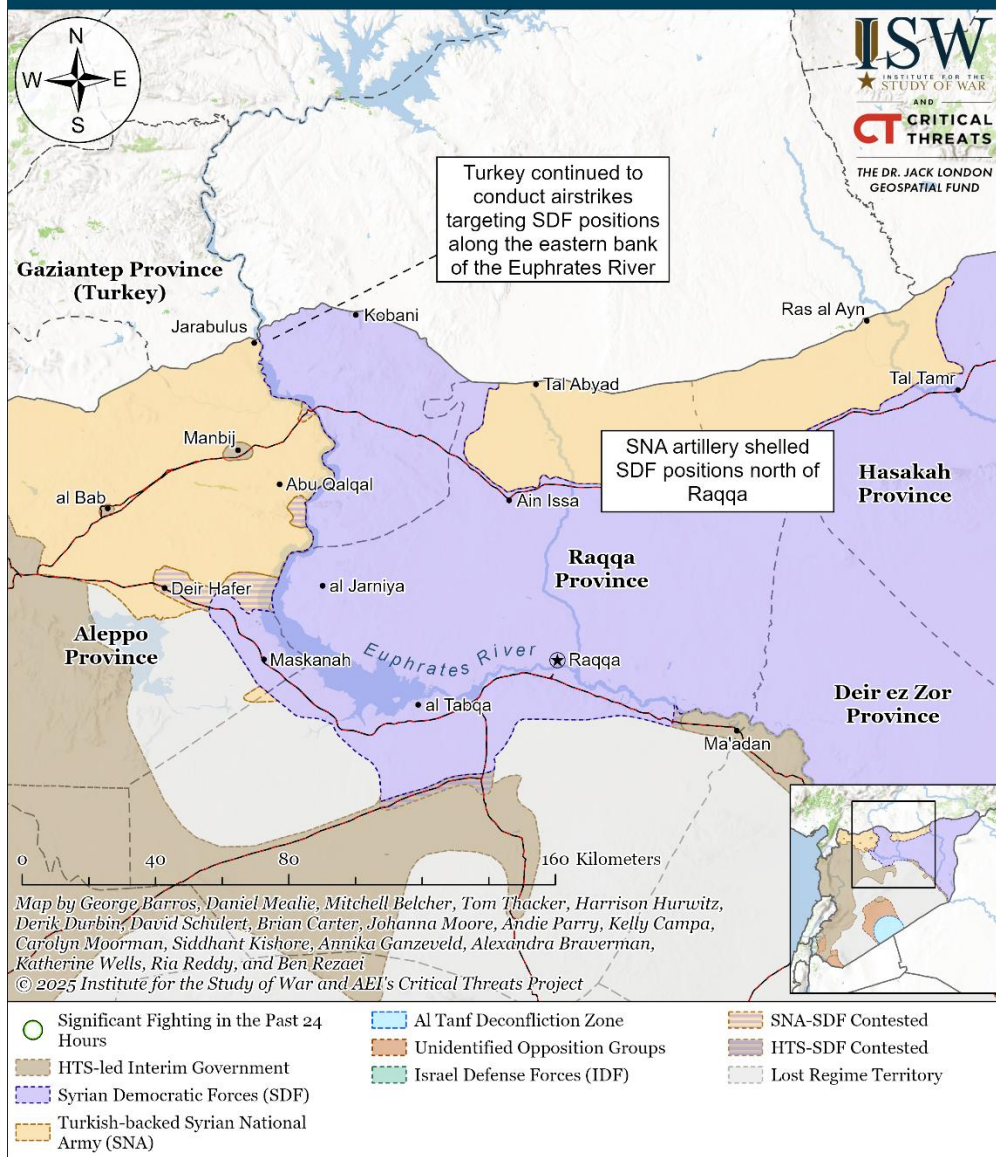 N
W
E
S
ISW
INSTITUTE FOR THE
STUDY OF WAR
AND
CT CRITICAL
THREATS
THE DR. JACK LONDON
GEOSPATIAL FUND
Turkey continued to
conduct airstrikes
targeting SDF positions
along the eastern bank
of the Euphrates River
Gaziantep Province
(Turkey)
Jarabulus
Kobani
Ras al Ayn
Tal Abyad
Tal Tamr
Manbij
SNA artillery shelled
SDF positions north of
Raqqa
Hasakah
Province
al Bab
Abu Qalqal
Ain Issa
Raqqa
Province
Deir Hafer
al Jarniya
Aleppo
Province
Maskanah
Euphrates River
Raqqa
al Tabqa
Deir ez Zor
Province
Ma'adan
0 40 80 160 Kilometers
Map by George Barros, Daniel Mealie, Mitchell Belcher, Tom Thacker, Harrison Hurwitz,
Derik Durbin, David Schulert, Brian Carter, Johanna Moore, Andie Parry, Kelly Campa,
Carolyn Moorman, Siddhant Kishore, Annika Ganzeveld, Alexandra Braverman,
Katherine Wells, Ria Reddy, and Ben Rezaei
© 2025 Institute for the Study of War and AEI's Critical Threats Project
Significant Fighting in the Past 24
Hours
HTS-led Interim Government
Syrian Democratic Forces (SDF)
Turkish-backed Syrian National
Army (SNA)
Al Tanf Deconfliction Zone
Unidentified Opposition Groups
Israel Defense Forces (IDF)
SNA-SDF Contested
HTS-SDF Contested
Lost Regime Territory